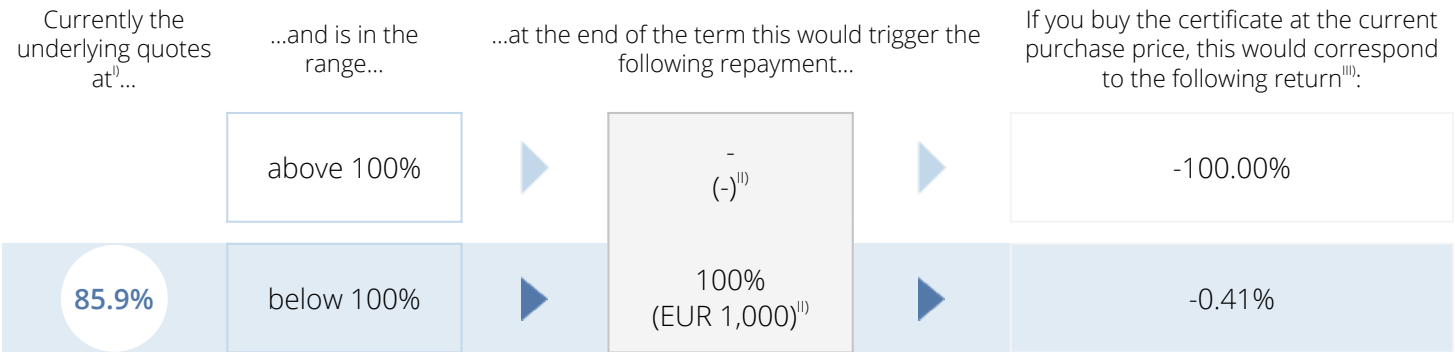 Currently the
underlying quotes
atI)...
...and is in the
range...
...at the end of the term this would trigger the
following repayment...
If you buy the certificate at the current
purchase price, this would correspond
to the following returnIII):
above 100%
-
(-)II)
-100.00%
85.9%
below 100%
100%
(EUR 1,000)II)
-0.41%